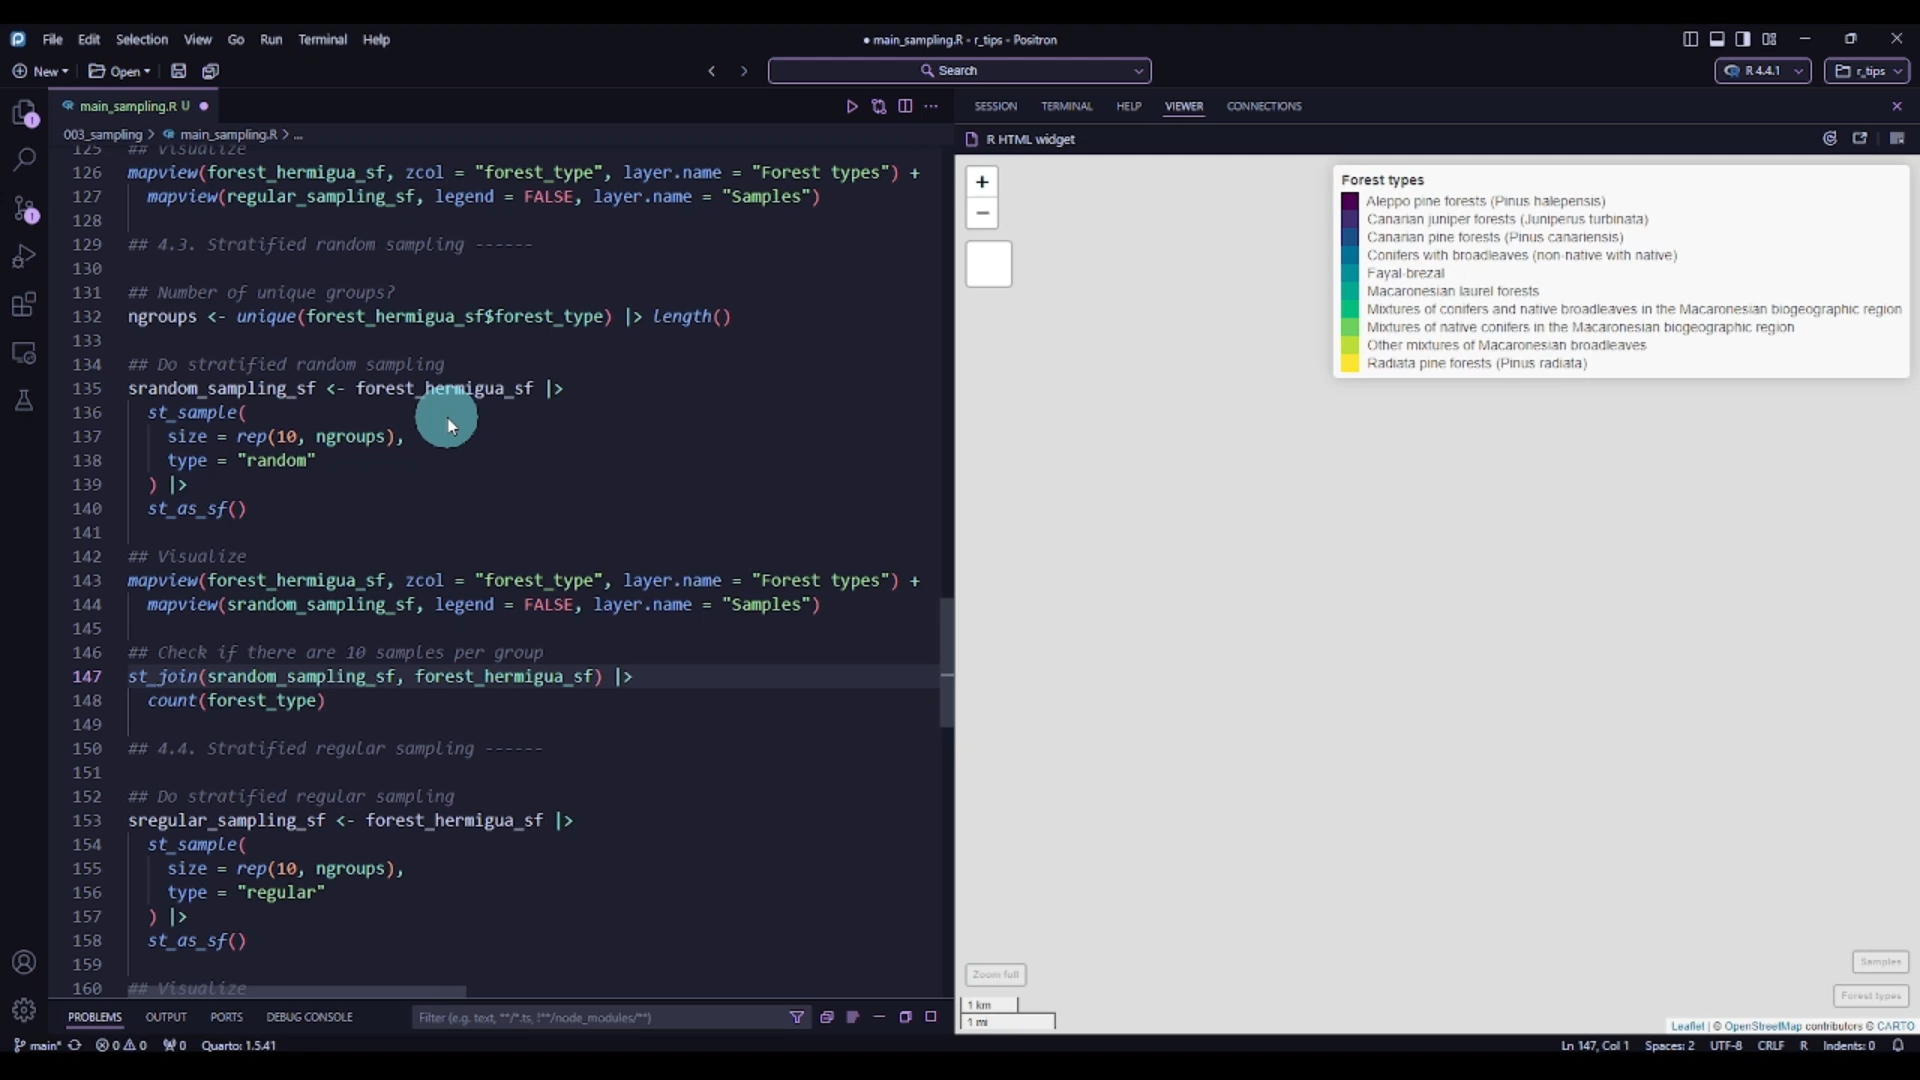 File Edit Selection View Go Run Terminal Help
● main_sampling.R - r_tips - Positron
New Open
Search
R 4.4.1
r_tips
main_sampling.R U
003_sampling > main_sampling.R > ...
SESSION TERMINAL HELP VIEWER CONNECTIONS
R HTML widget
125 ## Visualize
126 mapview(forest_hermigua_sf, zcol = "forest_type", layer.name = "Forest types") +
127 mapview(regular_sampling_sf, legend = FALSE, layer.name = "Samples")
128
129 ## 4.3. Stratified random sampling ------
130
131 ## Number of unique groups?
132 ngroups <- unique(forest_hermigua_sf$forest_type) |> length()
133
134 ## Do stratified random sampling
135 srandom_sampling_sf <- forest_hermigua_sf |>
136 st_sample(
137 size = rep(10, ngroups),
138 type = "random"
139 ) |>
140 st_as_sf()
141
142 ## Visualize
143 mapview(forest_hermigua_sf, zcol = "forest_type", layer.name = "Forest types") +
144 mapview(srandom_sampling_sf, legend = FALSE, layer.name = "Samples")
145
146 ## Check if there are 10 samples per group
147 st_join(srandom_sampling_sf, forest_hermigua_sf) |>
148 count(forest_type)
149
150 ## 4.4. Stratified regular sampling ------
151
152 ## Do stratified regular sampling
153 sregular_sampling_sf <- forest_hermigua_sf |>
154 st_sample(
155 size = rep(10, ngroups),
156 type = "regular"
157 ) |>
158 st_as_sf()
159
160 ## Visualize
+
−
Forest types
Aleppo pine forests (Pinus halepensis)
Canarian juniper forests (Juniperus turbinata)
Canarian pine forests (Pinus canariensis)
Conifers with broadleaves (non-native with native)
Fayal-brezal
Macaronesian laurel forests
Mixtures of conifers and native broadleaves in the Macaronesian biogeographic region
Mixtures of native conifers in the Macaronesian biogeographic region
Other mixtures of Macaronesian broadleaves
Radiata pine forests (Pinus radiata)
Samples
Zoom full
Forest types
1 km
1 mi
Leaflet | © OpenStreetMap contributors © CARTO
PROBLEMS OUTPUT PORTS DEBUG CONSOLE
Filter (e.g. text, **/*.ts, !**/node_modules/**)
main* 0 0 0 Quarto: 1.5.41
Ln 147, Col 1 Spaces: 2 UTF-8 CRLF R Indents: 0